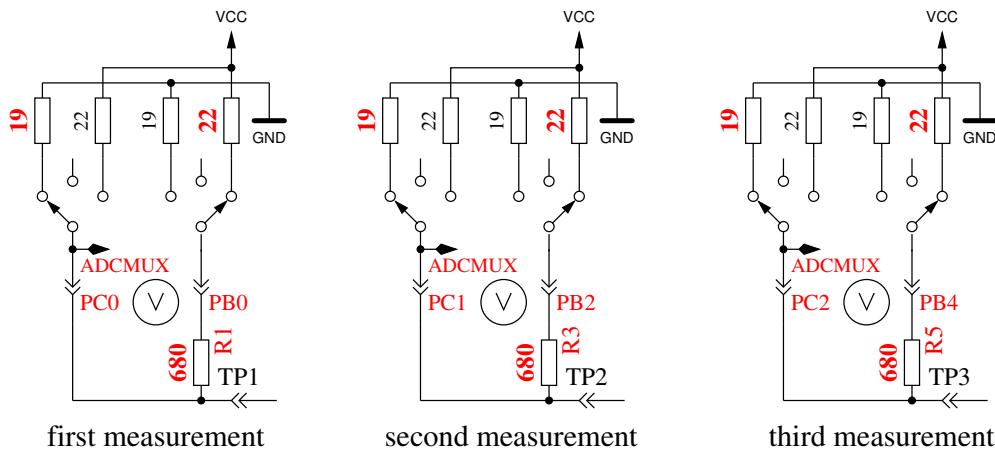 VCC
19
22
19
22
GND
ADCMUX
PC0
V
PB0
680
R1
TP1
first measurement
VCC
19
22
19
22
GND
ADCMUX
PC1
V
PB2
680
R3
TP2
second measurement
VCC
19
22
19
22
GND
ADCMUX
PC2
V
PB4
680
R5
TP3
third measurement